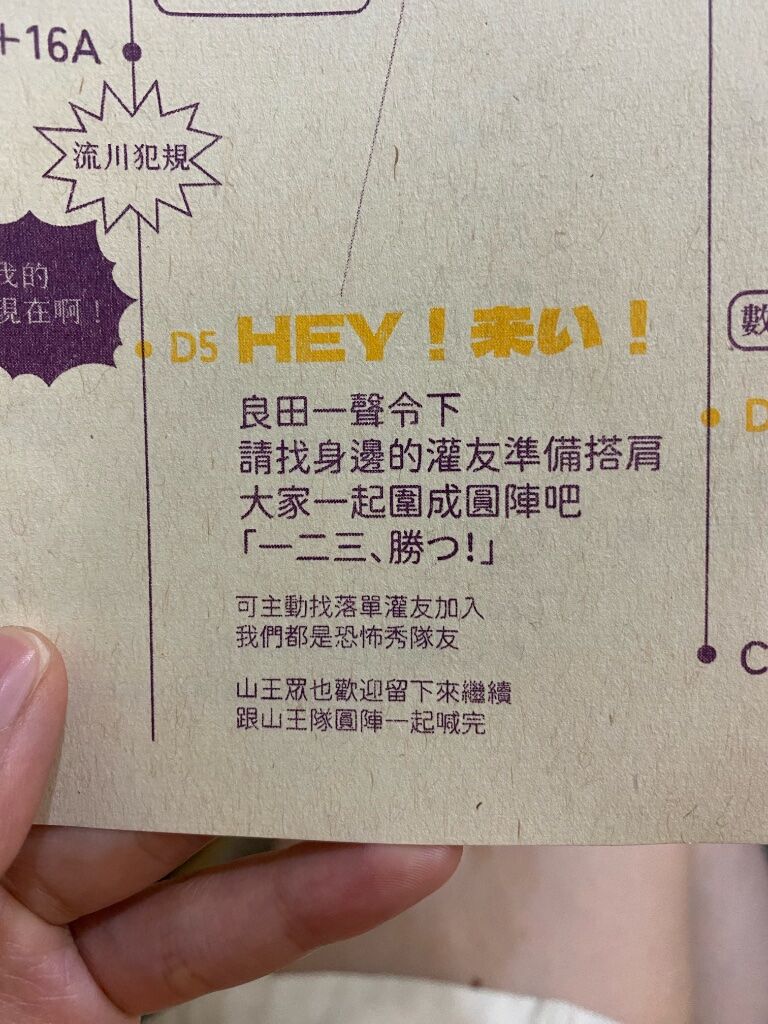 +16A
流川犯規
我的
現在啊！
D5 HEY！来い！
良田一聲令下
請找身邊的灌友準備搭肩
大家一起圍成圓陣吧
「一二三、勝つ！」
可主動找落單灌友加入
我們都是恐怖秀隊友
山王眾也歡迎留下來繼續
跟山王隊圓陣一起喊完
數
D
C